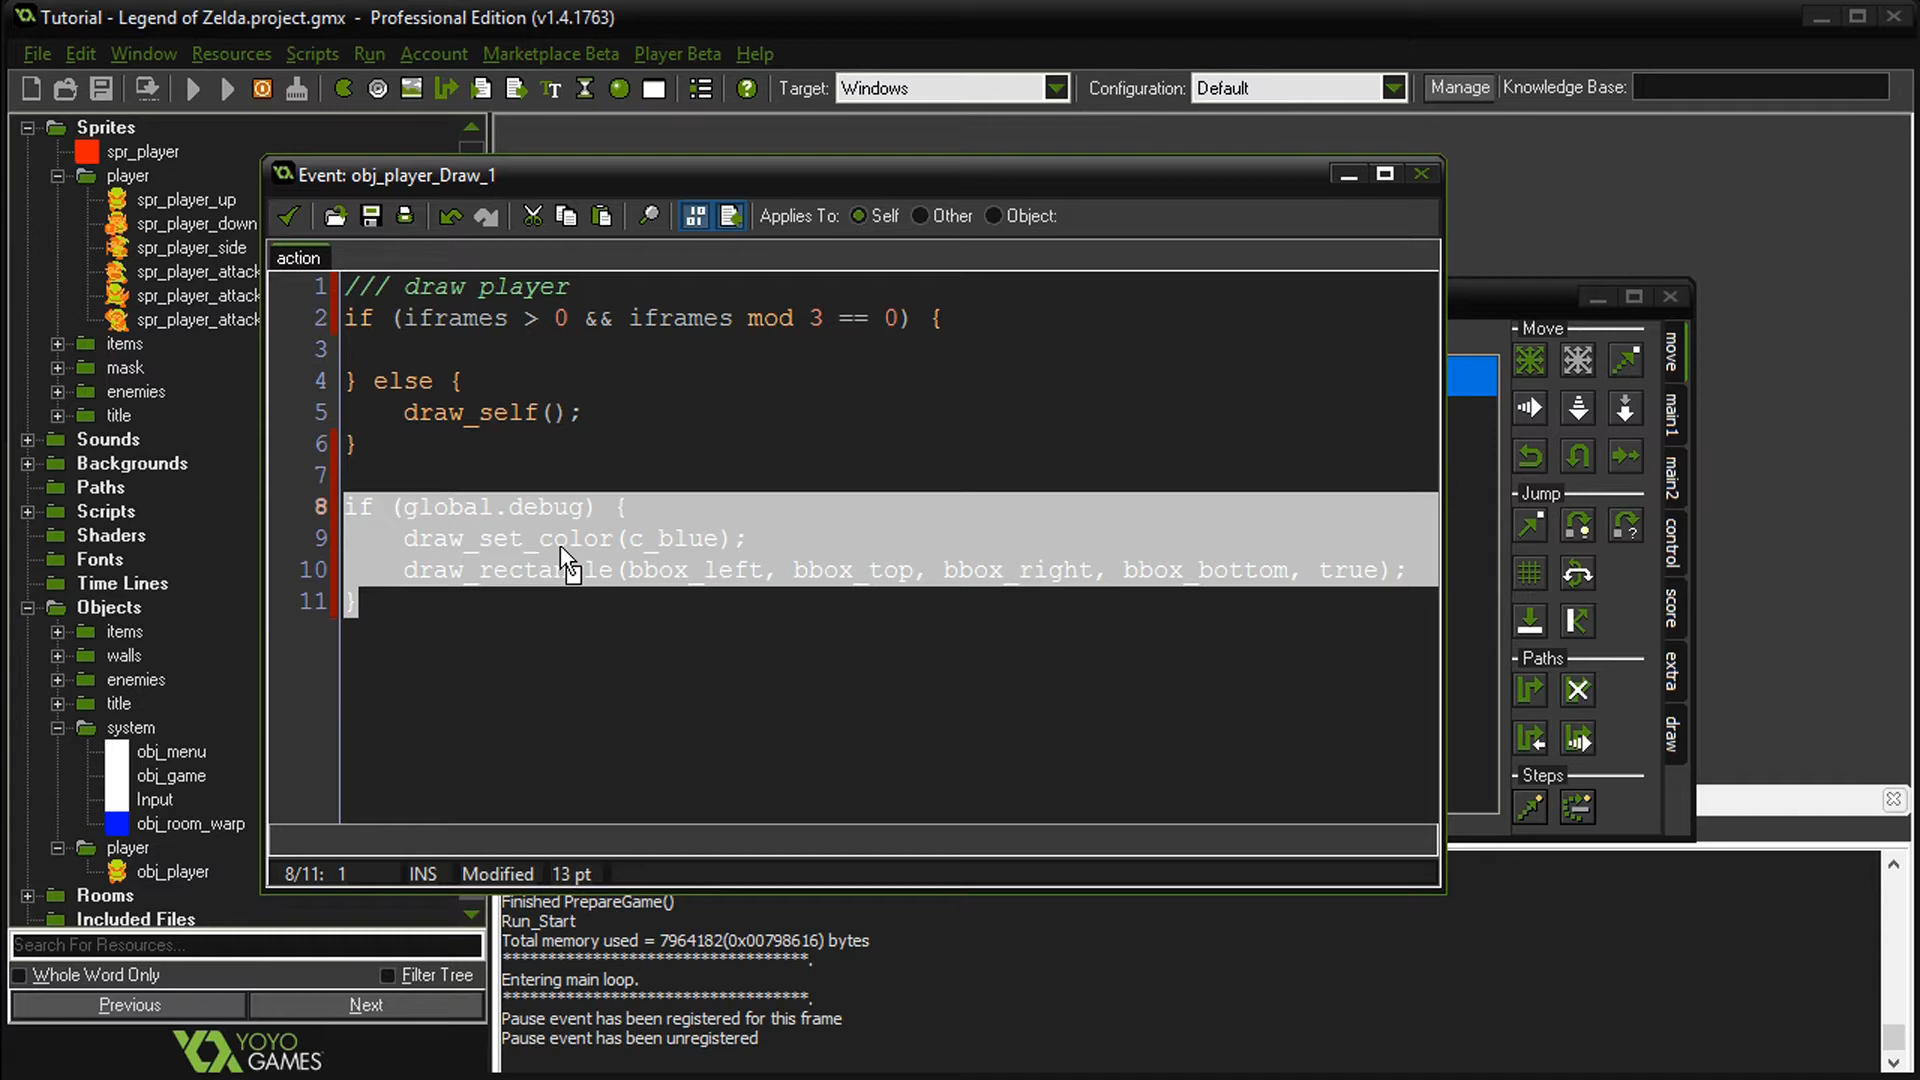 Tutorial - Legend of Zelda.project.gmx - Professional Edition (v1.4.1763)
File Edit Window Resources Scripts Run Account Marketplace Beta Player Beta Help
Target: Windows Configuration: Default Manage Knowledge Base:
Sprites
spr_player
player
spr_player_up
spr_player_down
spr_player_side
spr_player_attack
spr_player_attack
spr_player_attack
items
mask
enemies
title
Sounds
Backgrounds
Paths
Scripts
Shaders
Fonts
Time Lines
Objects
items
walls
enemies
title
system
obj_menu
obj_game
Input
obj_room_warp
player
obj_player
Rooms
Included Files
Search For Resources...
Whole Word Only Filter Tree
Previous Next
YOYO
GAMES
Event: obj_player_Draw_1
Applies To: Self Other Object:
action
1 /// draw player
2 if (iframes > 0 && iframes mod 3 == 0) {
3
4 } else {
5 draw_self();
6 }
7
8 if (global.debug) {
9 draw_set_color(c_blue);
10 draw_rectangle(bbox_left, bbox_top, bbox_right, bbox_bottom, true);
11 }
8/11: 1 INS Modified 13 pt
Move
Jump
Paths
Steps
move
main1
main2
control
score
extra
draw
Finished PrepareGame()
Run_Start
Total memory used = 7964182(0x00798616) bytes
**********************************.
Entering main loop.
**********************************.
Pause event has been registered for this frame
Pause event has been unregistered